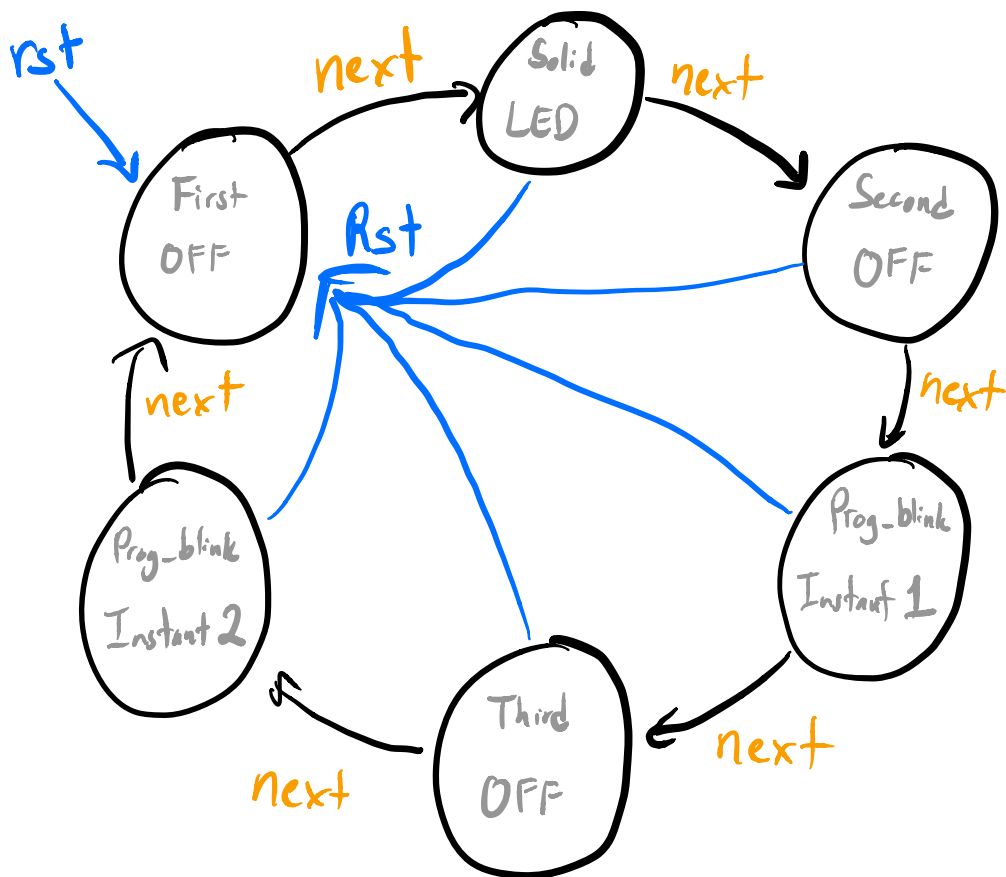 rst
next
Solid
LED
next
First
OFF
Rst
Second
OFF
next
next
Prog_blink
Instant 2
Prog_blink
Instant 1
Third
OFF
next
next